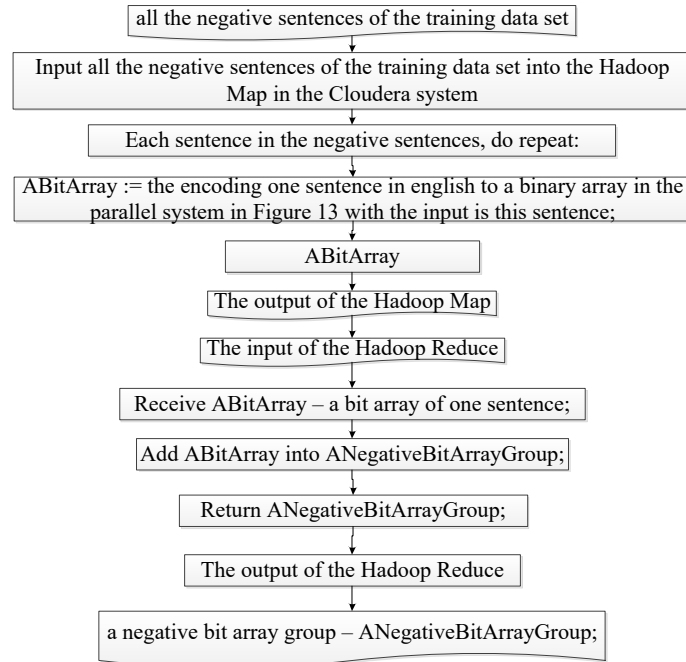 all the negative sentences of the training data set
Input all the negative sentences of the training data set into the Hadoop
Map in the Cloudera system
Each sentence in the negative sentences, do repeat:
ABitArray := the encoding one sentence in english to a binary array in the
parallel system in Figure 13 with the input is this sentence;
ABitArray
The output of the Hadoop Map
The input of the Hadoop Reduce
Receive ABitArray – a bit array of one sentence;
Add ABitArray into ANegativeBitArrayGroup;
Return ANegativeBitArrayGroup;
The output of the Hadoop Reduce
a negative bit array group – ANegativeBitArrayGroup;